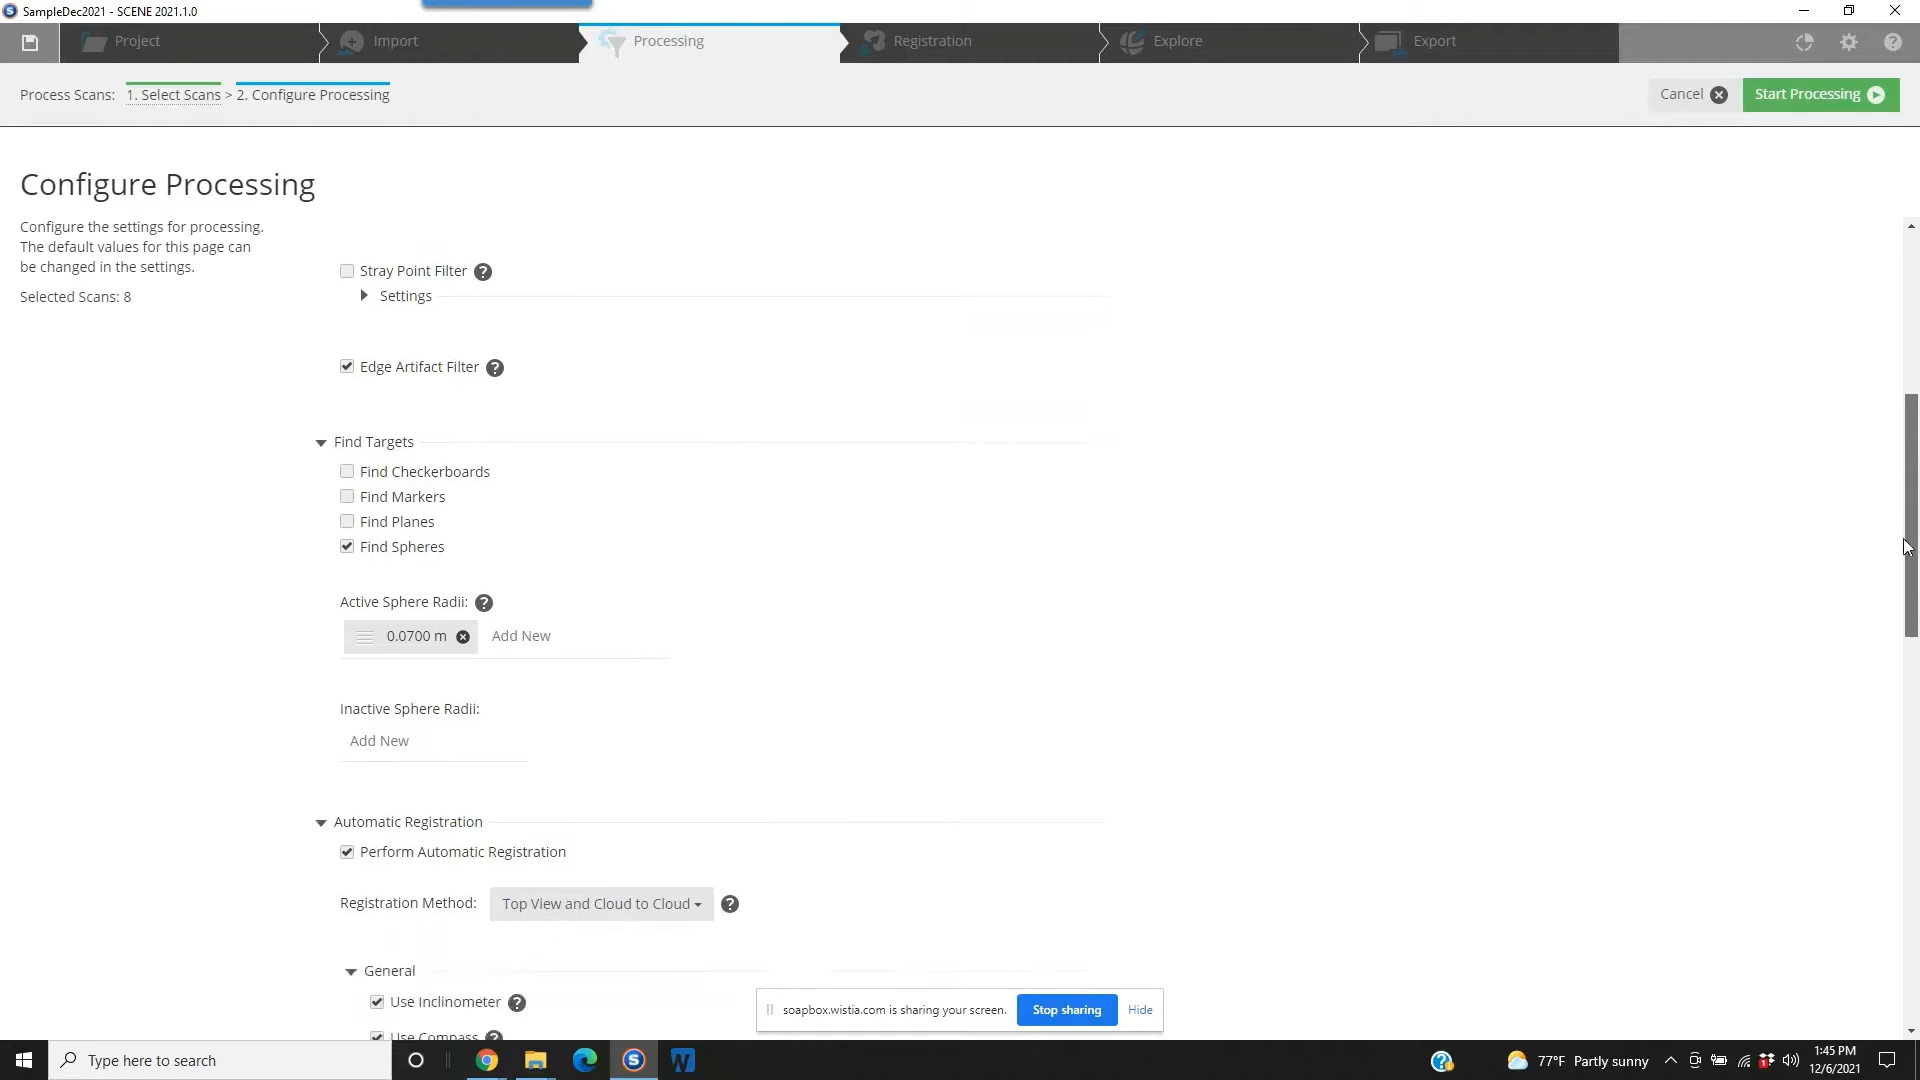 SampleDec2021 - SCENE 2021.1.0
Project
Import
Processing
Registration
Explore
Export
Process Scans: 1. Select Scans > 2. Configure Processing
Cancel
Start Processing
Configure Processing
Configure the settings for processing.
The default values for this page can
be changed in the settings.
Selected Scans: 8
Stray Point Filter ?
Settings
Edge Artifact Filter ?
Find Targets
Find Checkerboards
Find Markers
Find Planes
Find Spheres
Active Sphere Radii: ?
0.0700 m
Add New
Inactive Sphere Radii:
Add New
Automatic Registration
Perform Automatic Registration
Registration Method: Top View and Cloud to Cloud ?
General
Use Inclinometer ?
Use Compass ?
soapbox.wistia.com is sharing your screen.
Stop sharing
Hide
Type here to search
77°F Partly sunny
1:45 PM
12/6/2021